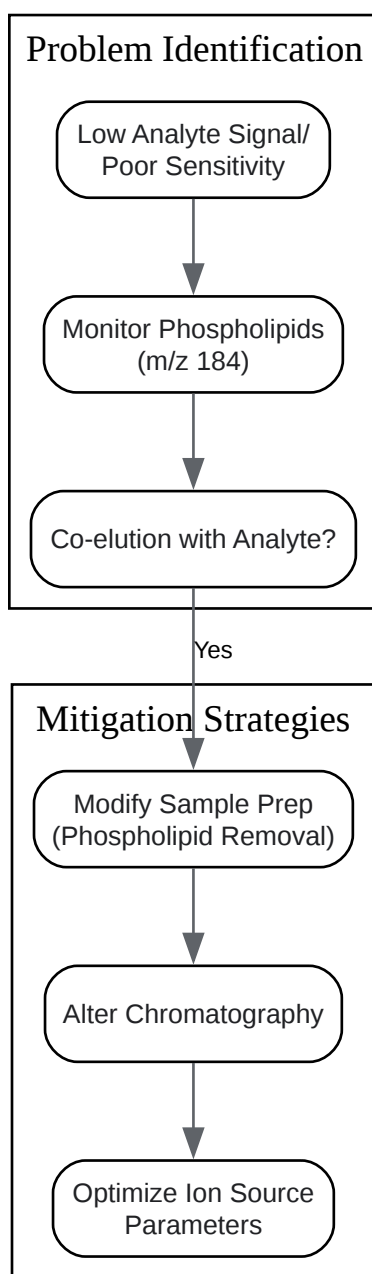 Problem Identification
Low Analyte Signal/
Poor Sensitivity
Monitor Phospholipids
(m/z 184)
Co-elution with Analyte?
Yes
Mitigation Strategies
Modify Sample Prep
(Phospholipid Removal)
Alter Chromatography
Optimize Ion Source
Parameters